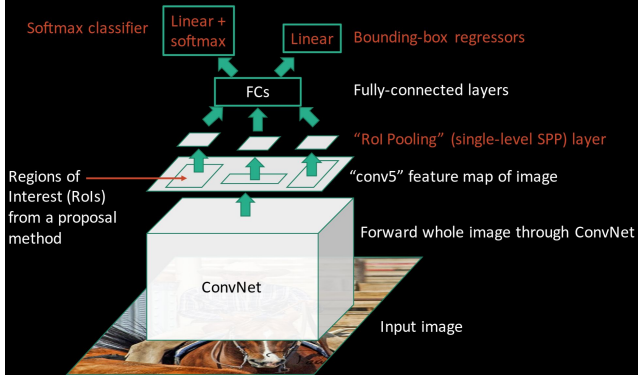 Softmax classifier
Linear +
softmax
Linear
Bounding-box regressors
FCs
Fully-connected layers
"RoI Pooling" (single-level SPP) layer
Regions of
Interest (RoIs)
from a proposal
method
"conv5" feature map of image
Forward whole image through ConvNet
ConvNet
Input image